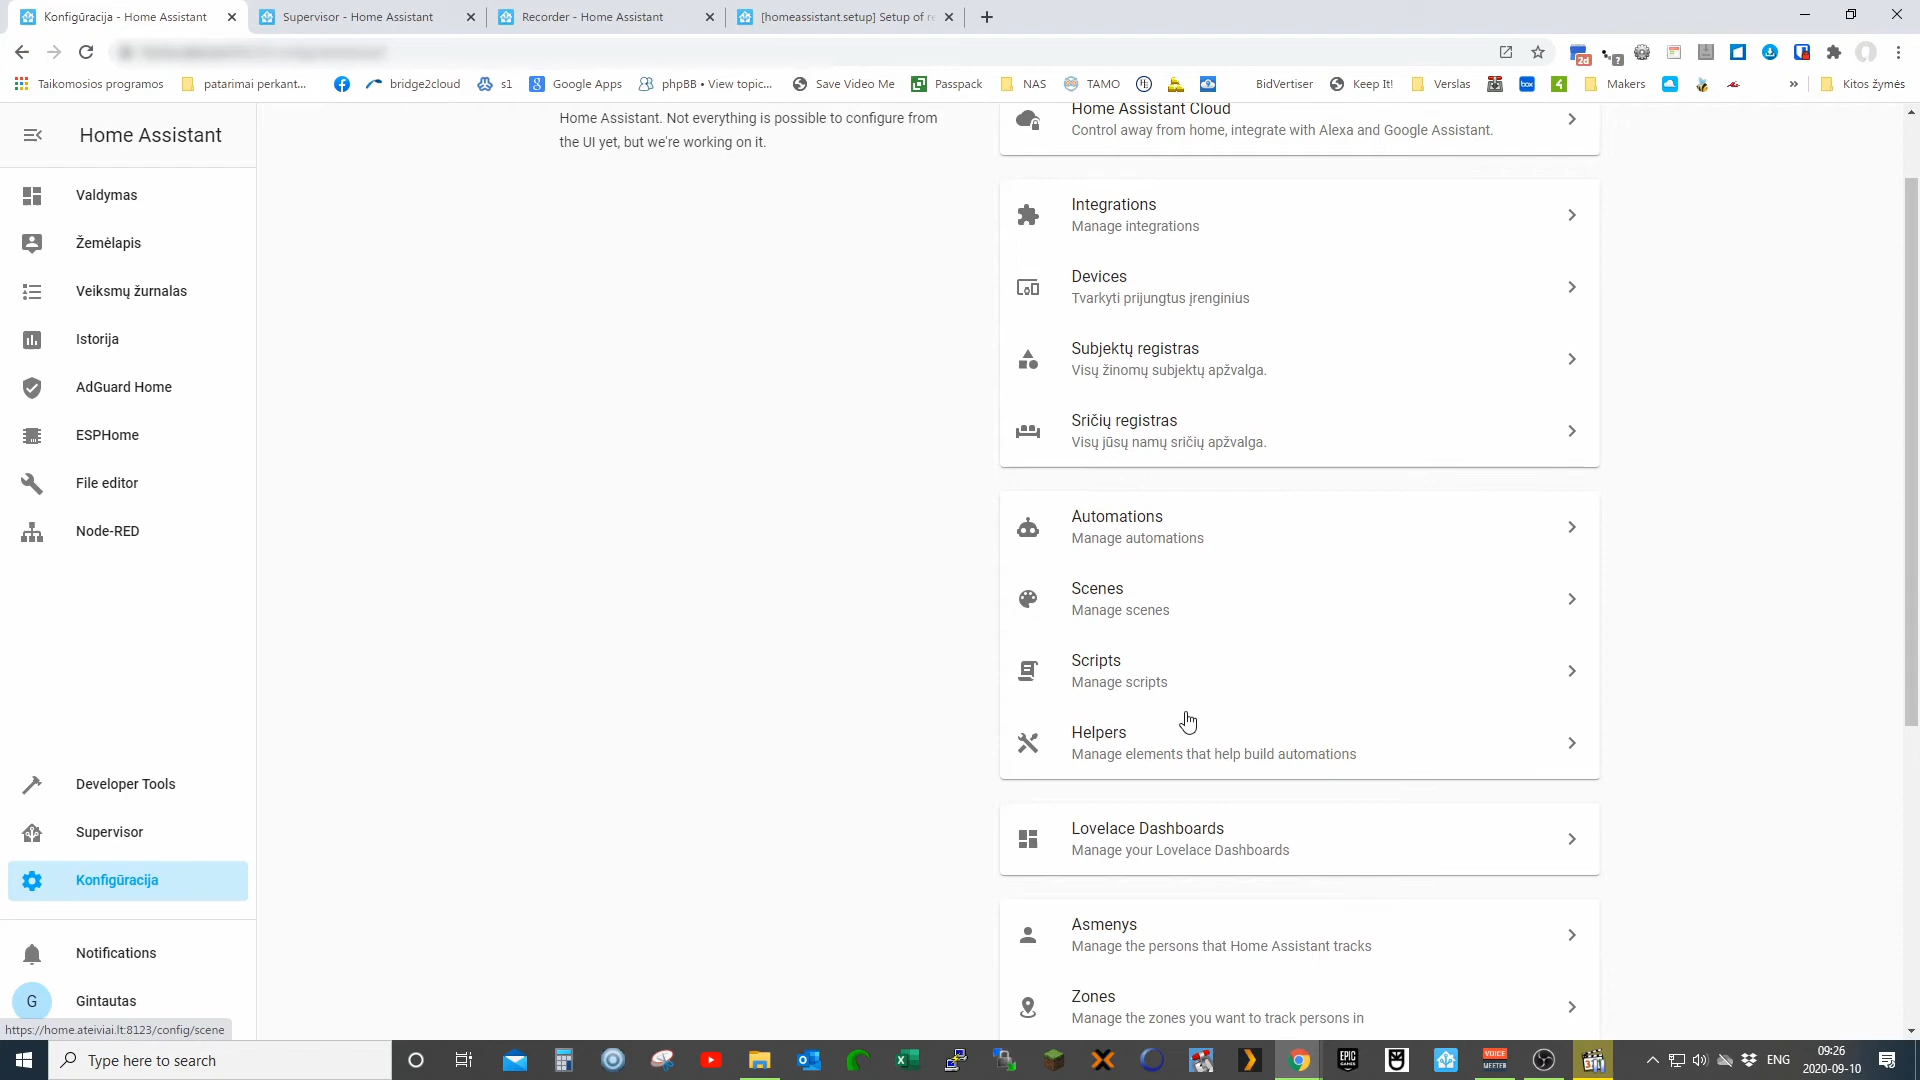 Konfigūracija - Home Assistant
Supervisor - Home Assistant
Recorder - Home Assistant
[homeassistant.setup] Setup of re
Taikomosios programos
patarimai perkant...
bridge2cloud
s1
Google Apps
phpBB • View topic...
Save Video Me
Passpack
NAS
TAMO
BidVertiser
Keep It!
Verslas
box
4
Makers
»
Kitos žymės
2d
?
Home Assistant
Home Assistant. Not everything is possible to configure from
the UI yet, but we're working on it.
Valdymas
Žemėlapis
Veiksmų žurnalas
Istorija
AdGuard Home
ESPHome
File editor
Node-RED
Developer Tools
Supervisor
Konfigūracija
Notifications
G
Gintautas
Home Assistant Cloud
Control away from home, integrate with Alexa and Google Assistant.
Integrations
Manage integrations
Devices
Tvarkyti prijungtus įrenginius
Subjektų registras
Visų žinomų subjektų apžvalga.
Sričių registras
Visų jūsų namų sričių apžvalga.
Automations
Manage automations
Scenes
Manage scenes
Scripts
Manage scripts
Helpers
Manage elements that help build automations
Lovelace Dashboards
Manage your Lovelace Dashboards
Asmenys
Manage the persons that Home Assistant tracks
Zones
Manage the zones you want to track persons in
https://home.ateiviai.lt:8123/config/scene
Type here to search
EPIC
GAMES
VOICE
MEETER
ENG
09:26
2020-09-10